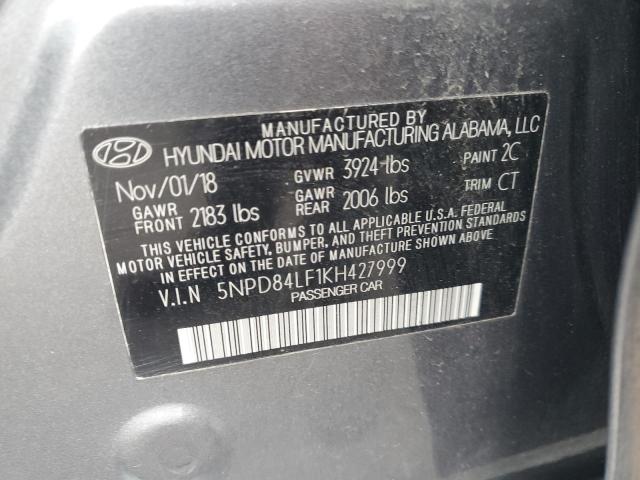 MANUFACTURED BY
HYUNDAI MOTOR MANUFACTURING ALABAMA, LLC
Nov/01/18 GVWR 3924 lbs PAINT 2C
GAWR FRONT 2183 lbs GAWR REAR 2006 lbs TRIM CT
THIS VEHICLE CONFORMS TO ALL APPLICABLE U.S.A. FEDERAL
MOTOR VEHICLE SAFETY, BUMPER, AND THEFT PREVENTION STANDARDS
IN EFFECT ON THE DATE OF MANUFACTURE SHOWN ABOVE.
V.I.N 5NPD84LF1KH427999
PASSENGER CAR